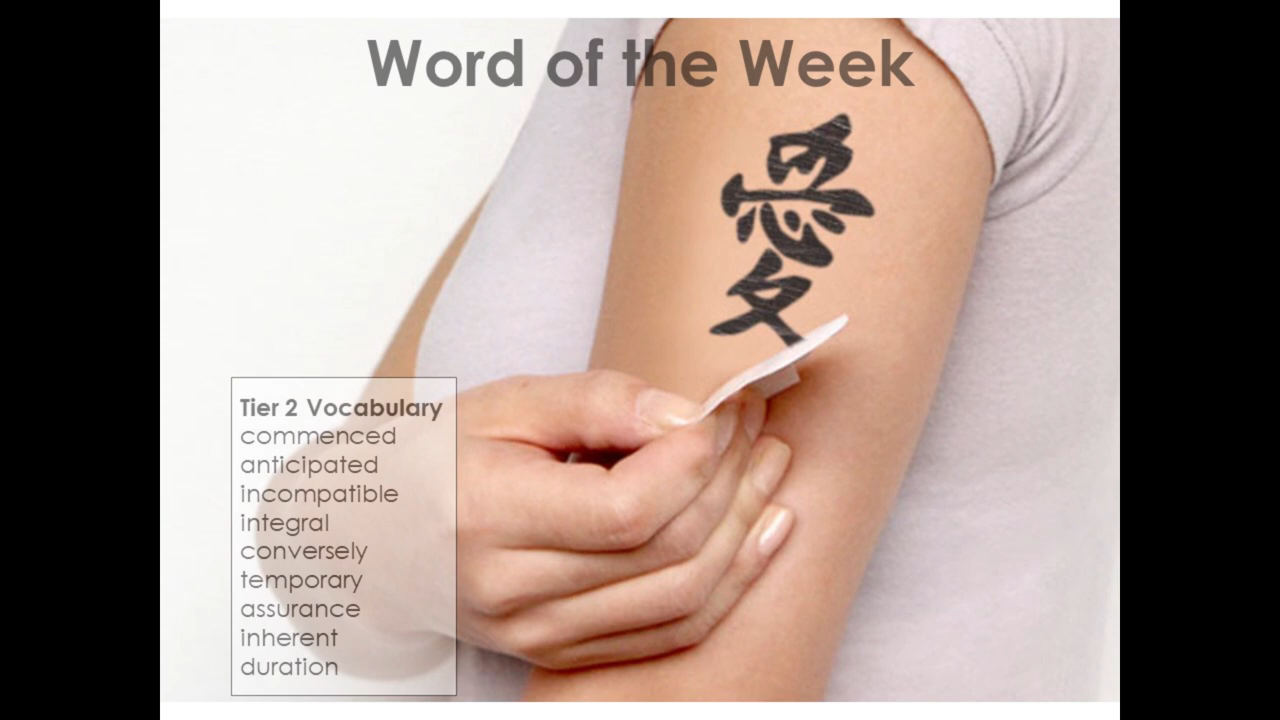 Word of the Week
愛
Tier 2 Vocabulary
commenced
anticipated
incompatible
integral
conversely
temporary
assurance
inherent
duration